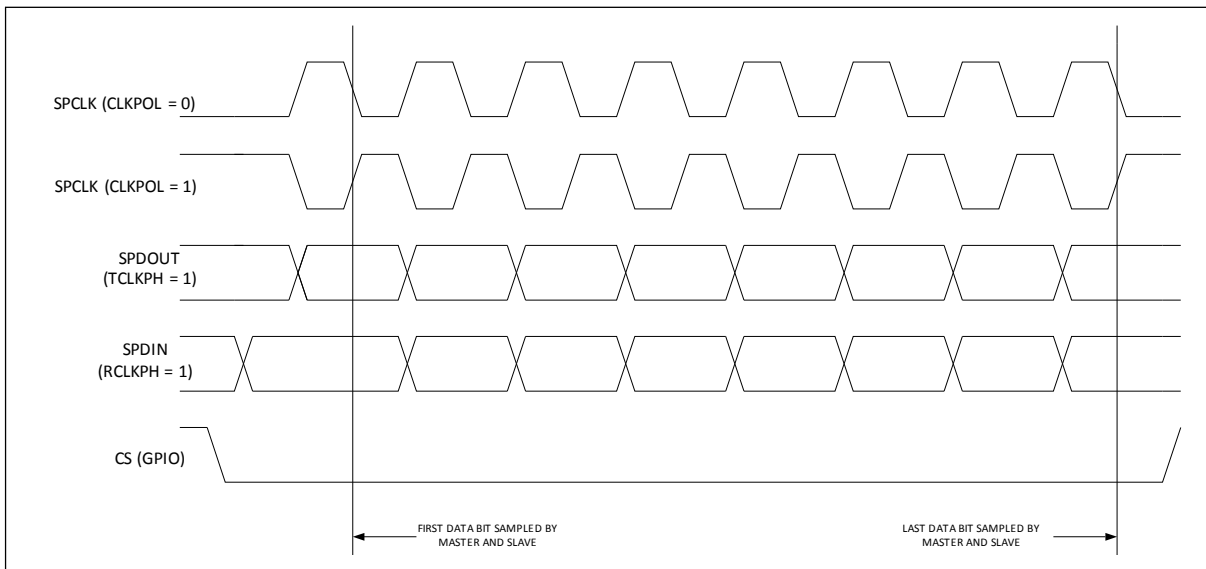 SPCLK (CLKPOL = 0)
SPCLK (CLKPOL = 1)
SPDOUT
(TCLKPH = 1)
SPDIN
(RCLKPH = 1)
CS (GPIO)
FIRST DATA BIT SAMPLED BY
MASTER AND SLAVE
LAST DATA BIT SAMPLED BY
MASTER AND SLAVE